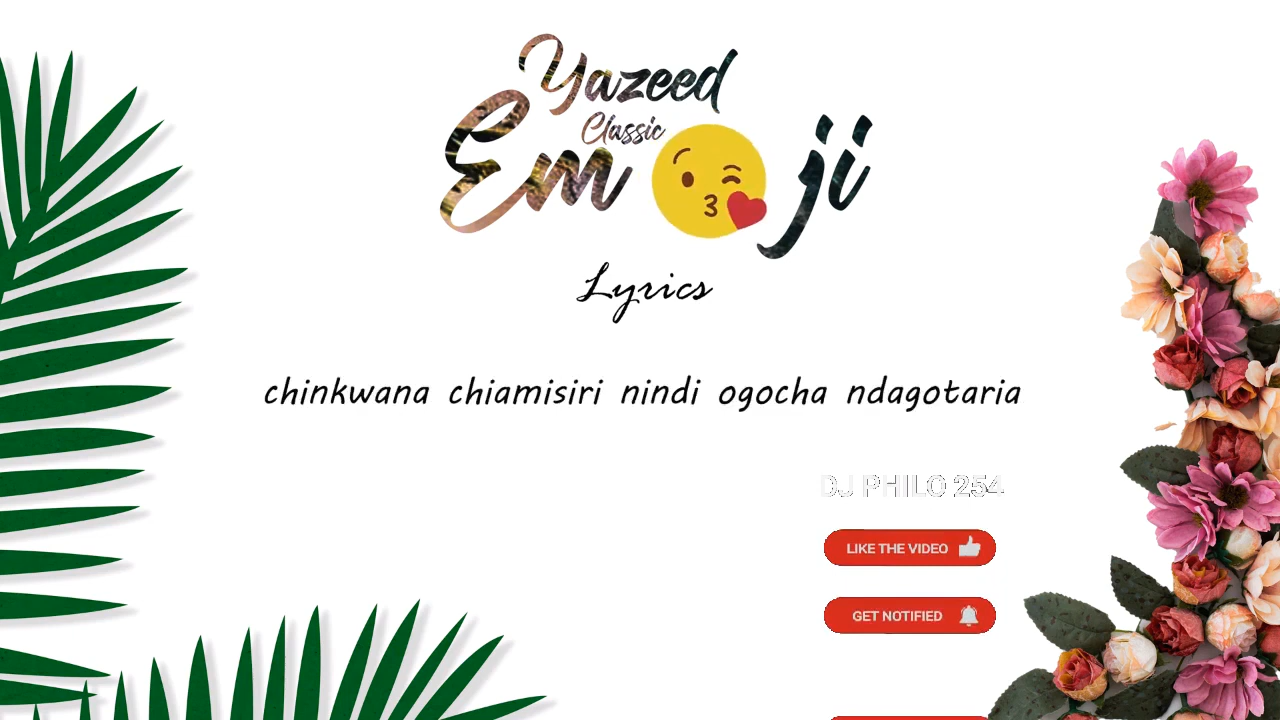 Yazeed
Classic
Em😘ji
Lyrics
chinkwana chiamisiri nindi ogocha ndagotaria
DJ PHILO 254
LIKE THE VIDEO
GET NOTIFIED